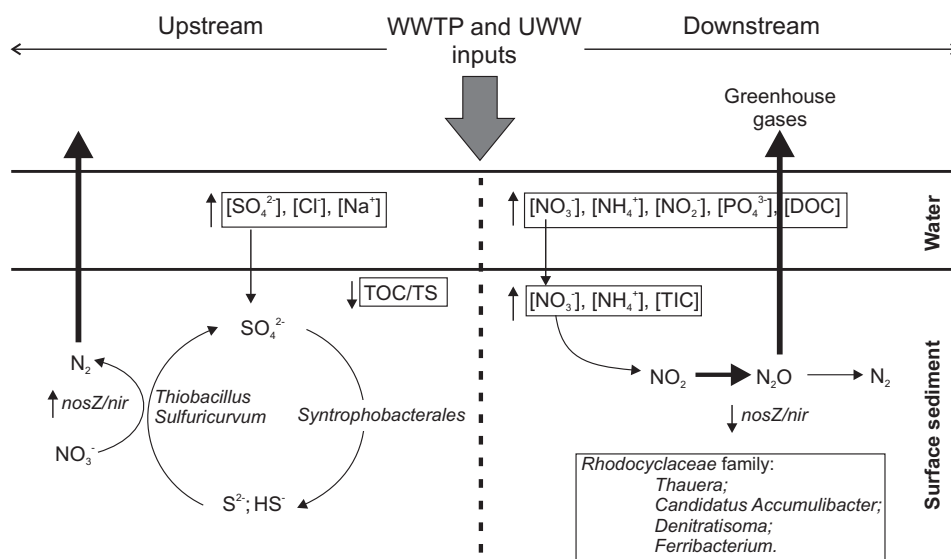 Upstream
WWTP and UWW
inputs
Downstream
Greenhouse
gases
[SO₄²⁻], [Cl⁻], [Na⁺]
[NO₃⁻], [NH₄⁺], [NO₂⁻], [PO₄³⁻], [DOC]
Water
TOC/TS
[NO₃⁻], [NH₄⁺], [TIC]
SO₄²⁻
N₂
nosZ/nir
NO₃⁻
Thiobacillus
Sulfuricurvum
Syntrophobacterales
S²⁻; HS⁻
NO₂
N₂O
N₂
nosZ/nir
Rhodocyclaceae family:
Thauera;
Candidatus Accumulibacter;
Denitratisoma;
Ferribacterium.
Surface sediment